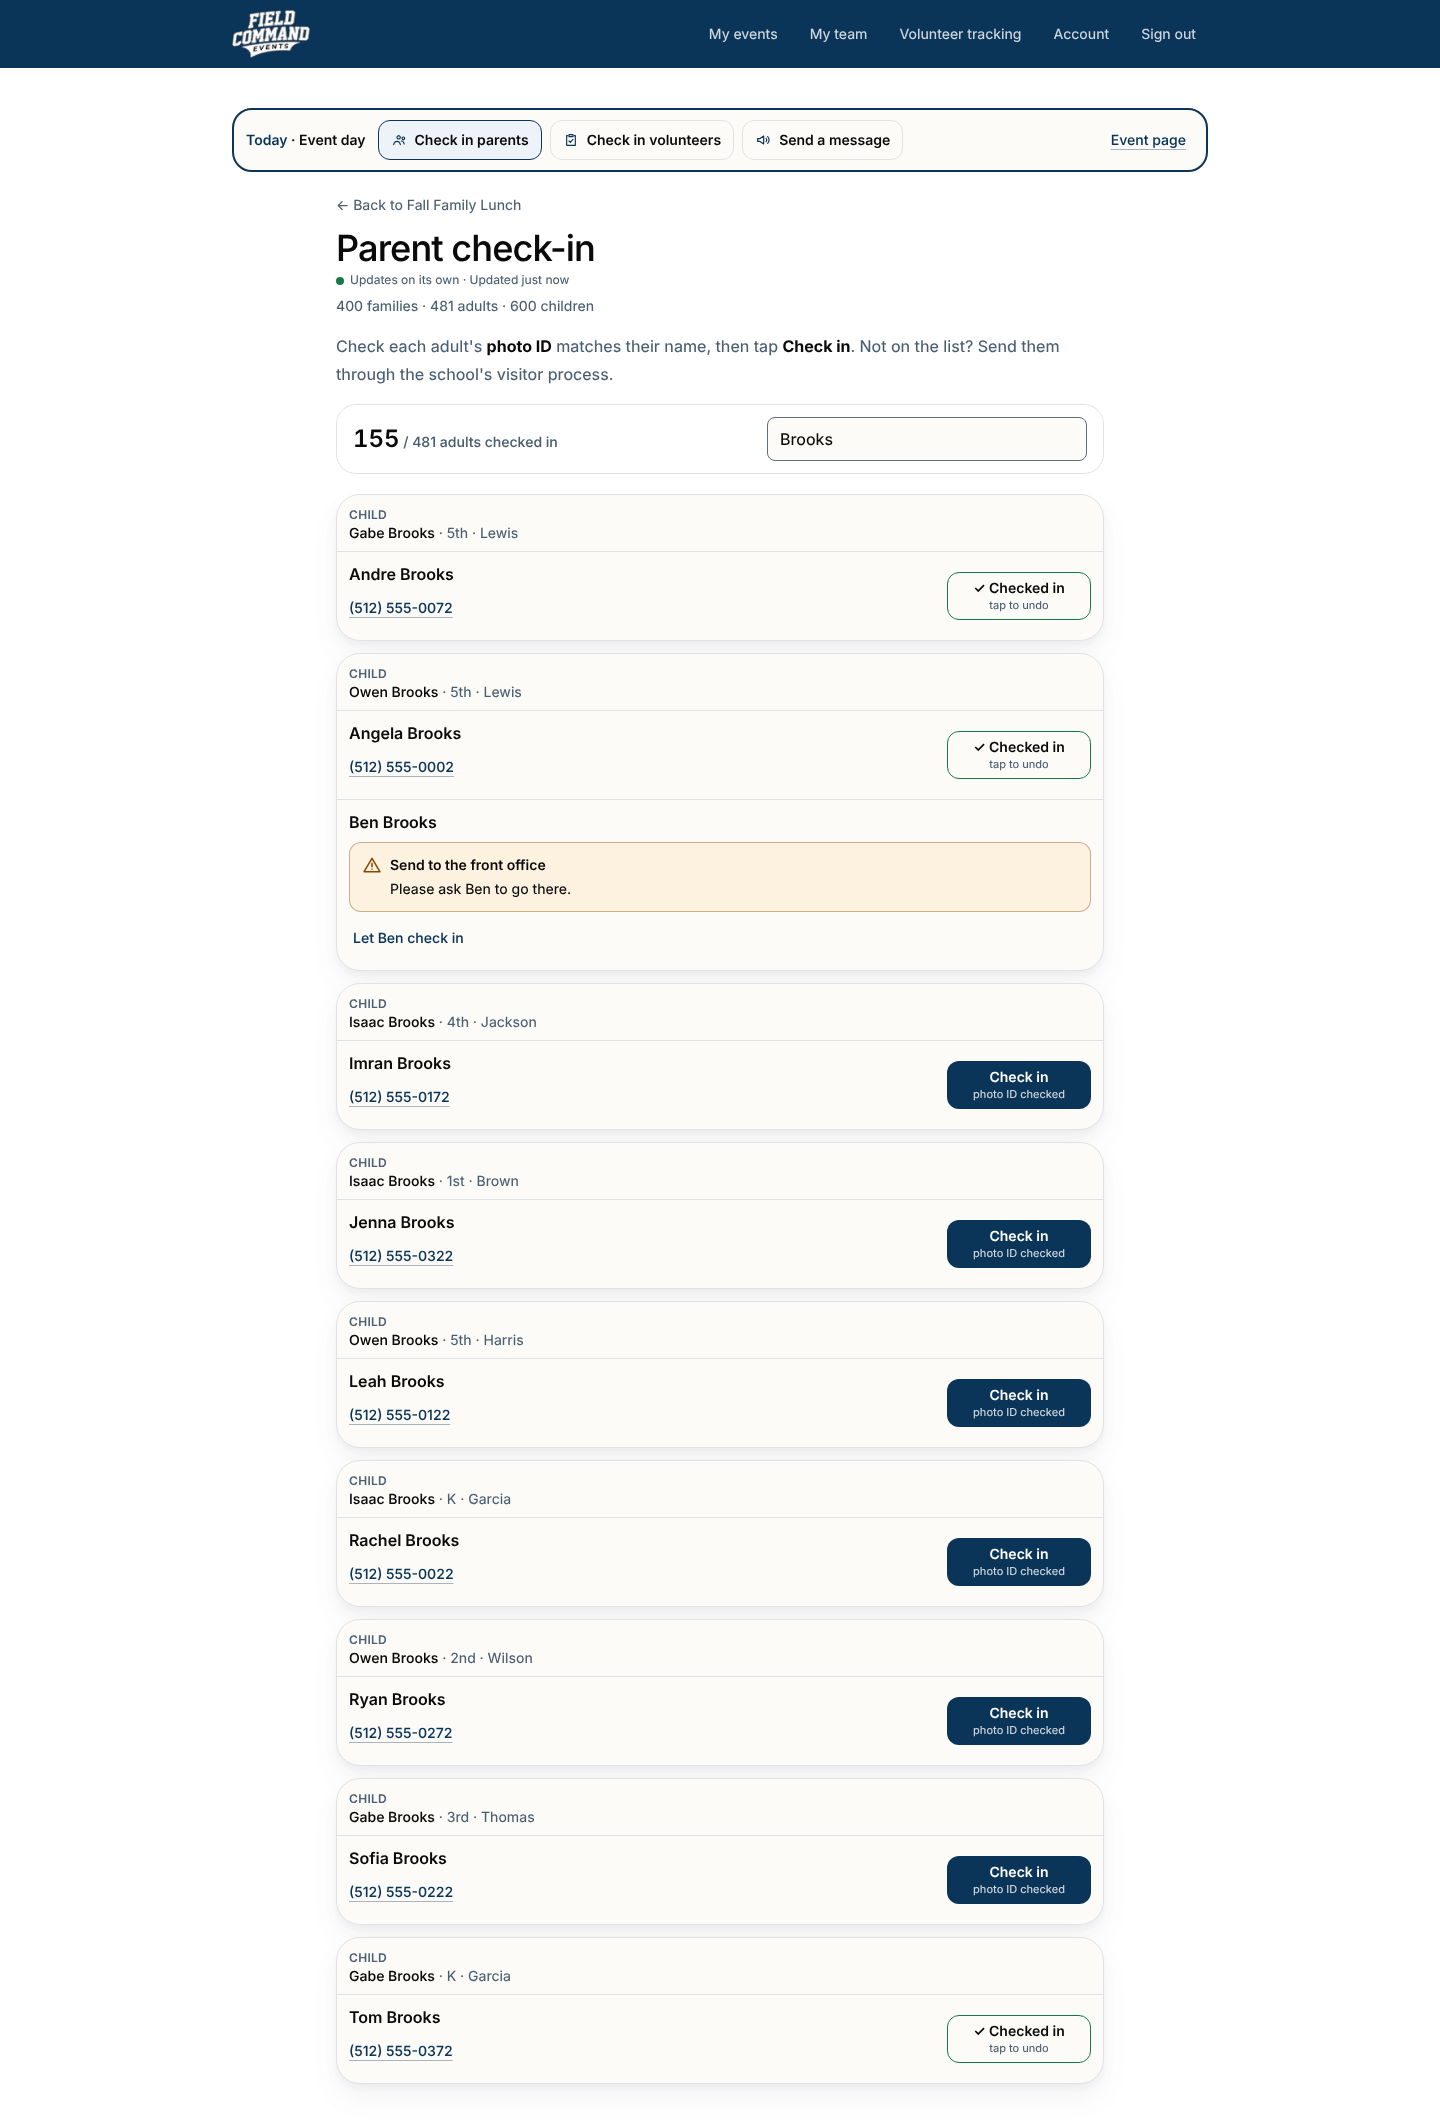 FIELD
COMMAND
EVENTS
My events
My team
Volunteer tracking
Account
Sign out
Today · Event day
Check in parents
Check in volunteers
Send a message
Event page
← Back to Fall Family Lunch
Parent check-in
Updates on its own · Updated just now
400 families · 481 adults · 600 children
Check each adult's photo ID matches their name, then tap Check in. Not on the list? Send them
through the school's visitor process.
155 / 481 adults checked in
Brooks
CHILD
Gabe Brooks · 5th · Lewis
Andre Brooks
(512) 555-0072
✓ Checked in
tap to undo
CHILD
Owen Brooks · 5th · Lewis
Angela Brooks
(512) 555-0002
✓ Checked in
tap to undo
Ben Brooks
Send to the front office
Please ask Ben to go there.
Let Ben check in
CHILD
Isaac Brooks · 4th · Jackson
Imran Brooks
(512) 555-0172
Check in
photo ID checked
CHILD
Isaac Brooks · 1st · Brown
Jenna Brooks
(512) 555-0322
Check in
photo ID checked
CHILD
Owen Brooks · 5th · Harris
Leah Brooks
(512) 555-0122
Check in
photo ID checked
CHILD
Isaac Brooks · K · Garcia
Rachel Brooks
(512) 555-0022
Check in
photo ID checked
CHILD
Owen Brooks · 2nd · Wilson
Ryan Brooks
(512) 555-0272
Check in
photo ID checked
CHILD
Gabe Brooks · 3rd · Thomas
Sofia Brooks
(512) 555-0222
Check in
photo ID checked
CHILD
Gabe Brooks · K · Garcia
Tom Brooks
(512) 555-0372
✓ Checked in
tap to undo